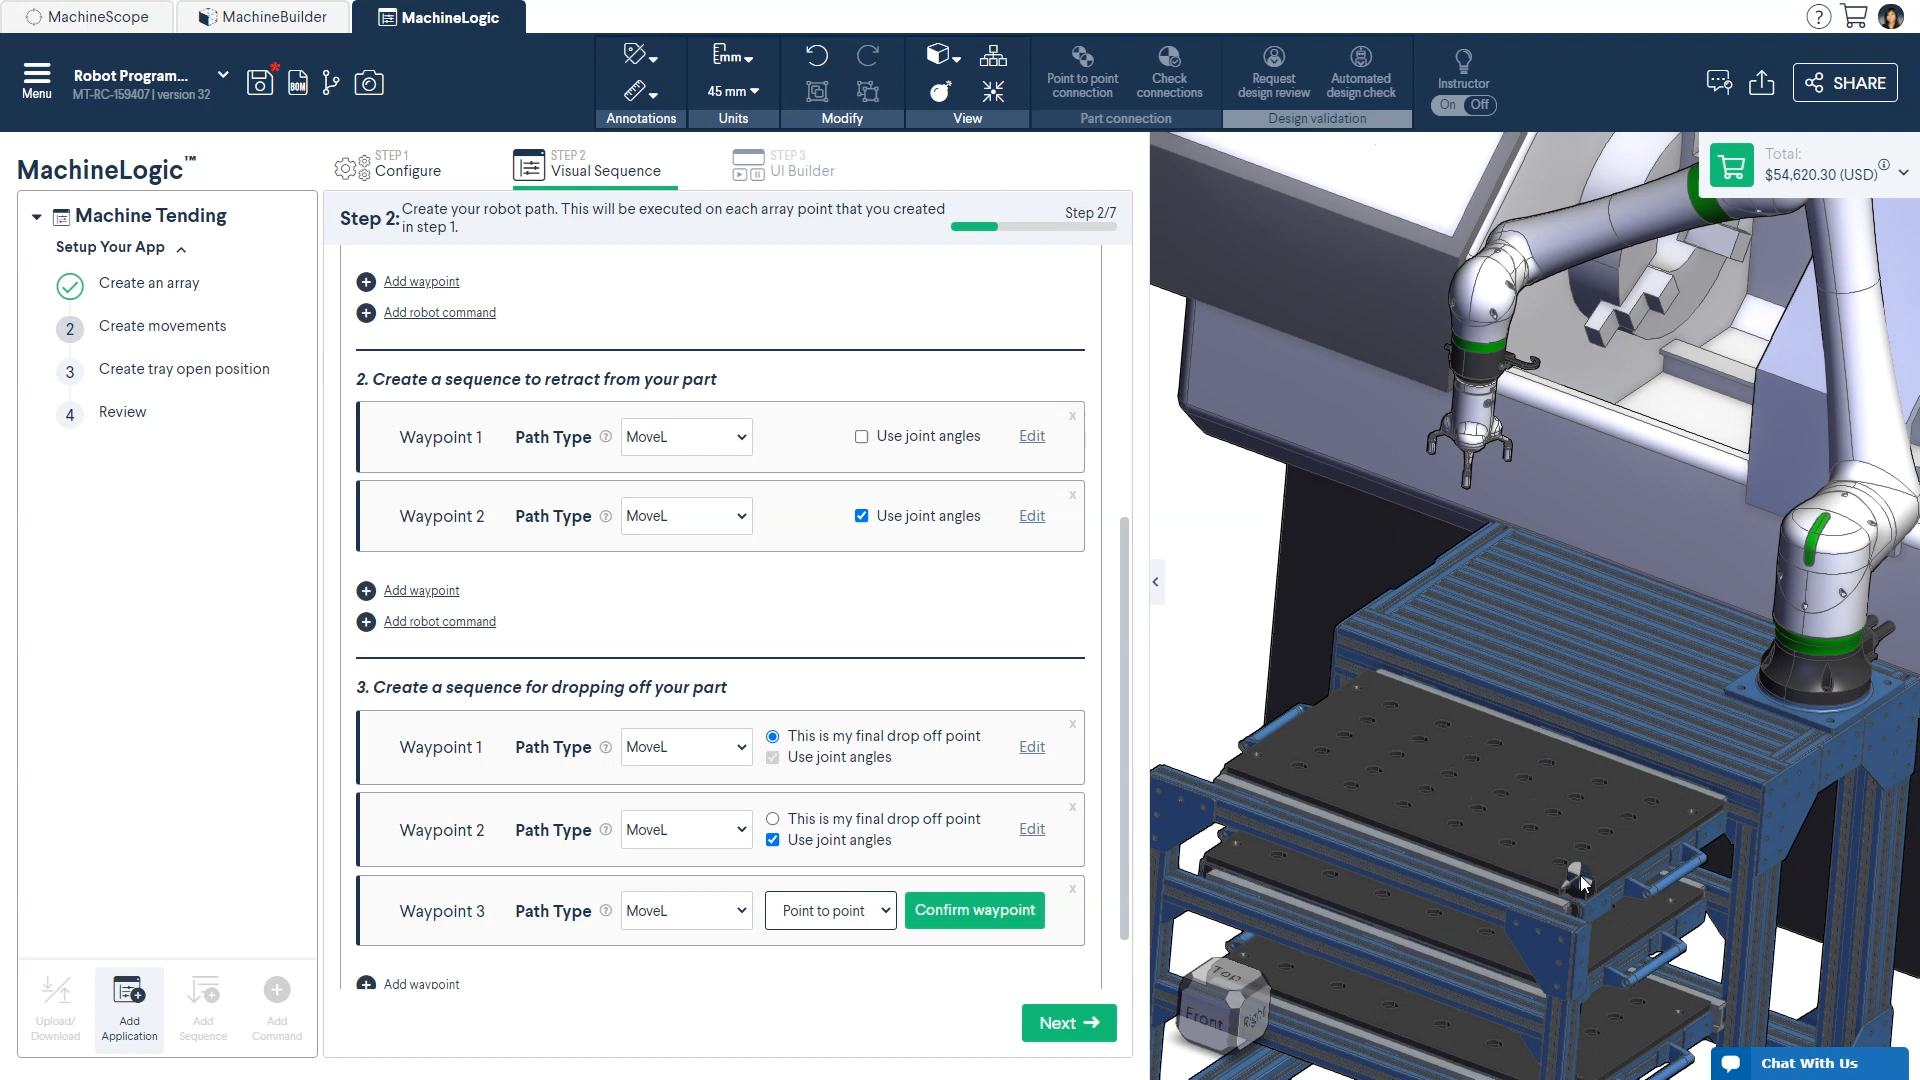 MachineScope
MachineBuilder
MachineLogic
?
Menu
Robot Program...
MT-RC-159407 | version 32
BOM
mm
45 mm
Annotations
Units
Modify
View
Point to point
connection
Check
connections
Part connection
Request
design review
Automated
design check
Design validation
Instructor
On Off
SHARE
MachineLogic™
STEP 1
Configure
STEP 2
Visual Sequence
STEP 3
UI Builder
Total:
$54,620.30 (USD)
Machine Tending
Setup Your App
Create an array
2 Create movements
3 Create tray open position
4 Review
Step 2: Create your robot path. This will be executed on each array point that you created
in step 1.
Step 2/7
Add waypoint
Add robot command
2. Create a sequence to retract from your part
Waypoint 1 Path Type ? MoveL Use joint angles Edit x
Waypoint 2 Path Type ? MoveL Use joint angles Edit x
Add waypoint
Add robot command
3. Create a sequence for dropping off your part
Waypoint 1 Path Type ? MoveL This is my final drop off point Edit x
Use joint angles
Waypoint 2 Path Type ? MoveL This is my final drop off point Edit x
Use joint angles
Waypoint 3 Path Type ? MoveL Point to point Confirm waypoint x
Add waypoint
Next
Upload/
Download
Add
Application
Add
Sequence
Add
Command
Top
Front
Right
Chat With Us